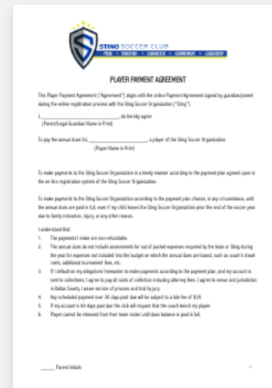 STING SOCCER CLUB
PLAYER PAYMENT AGREEMENT
This Player Payment Agreement ("Agreement") aligns with the online Payment Agreement signed by guardian/parent
during the online registration process with the Sting Soccer Organization ("Sting").
I, do hereby agree
(Parent/Legal Guardian Name in Print)
To pay the annual dues for, a player of the Sting Soccer Organization.
(Player Name in Print)
To make payments to the Sting Soccer Organization in a timely manner according to the payment plan agreed upon in
the on-line registration system of the Sting Soccer Organization.
To make payments to the Sting Soccer Organization according to the payment plan chosen, in any circumstance, until
the annual dues are paid in full, even if my child leaves the Sting Soccer Organization prior the end of the soccer year
due to family relocation, injury, or any other reason.
I understand that:
1. The payments I make are non-refundable.
2. The annual dues do not include assessments for out of pocket expenses required by the team or Sting during
the year for expenses not included into the budget on which the annual dues are based, such as coach's travel
costs, additional tournament fees, etc.
3. If I default on my obligations hereunder to make payments according to the payment plan, and my account is
sent to collections, I agree to pay all costs of collection including attorney fees. I agree to venue and jurisdiction
in Dallas County. I waive service of process and trial by jury.
4. Any scheduled payment over 30 days past due will be subject to a late fee of
5. If my account is 60 days past due the club will request that the coach bench my player.
6. Player cannot be released from their team roster until dues balance is paid in full.
Parent Initials